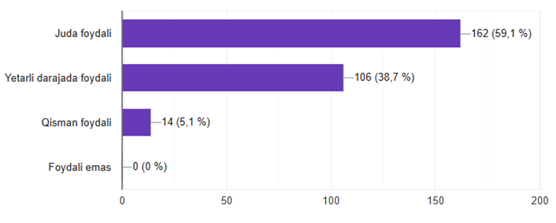 Juda foydali 162 (59,1 %)
Yetarli darajada foydali 106 (38,7 %)
Qisman foydali 14 (5,1 %)
Foydali emas 0 (0 %)
0 50 100 150 200